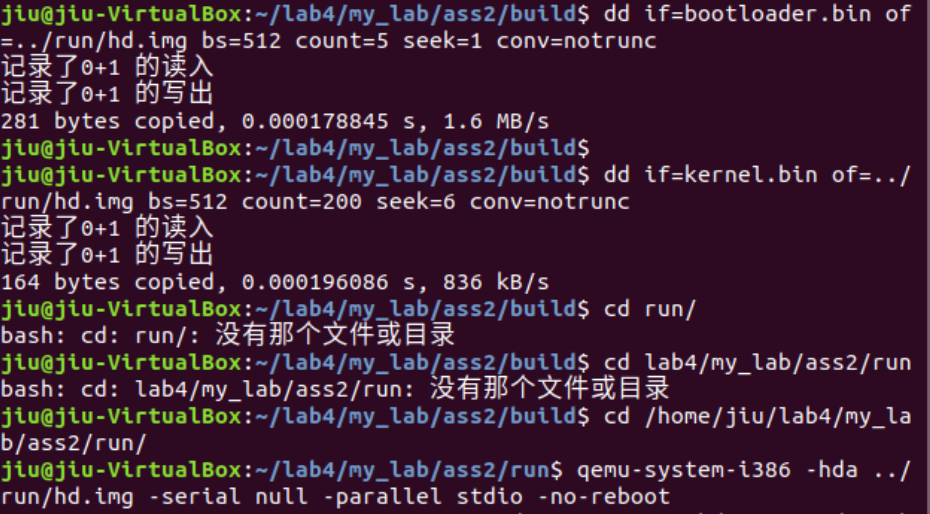 jiu@jiu-VirtualBox:~/lab4/my_lab/ass2/build$ dd if=bootloader.bin of
=../run/hd.img bs=512 count=5 seek=1 conv=notrunc
记录了0+1 的读入
记录了0+1 的写出
281 bytes copied, 0.000178845 s, 1.6 MB/s
jiu@jiu-VirtualBox:~/lab4/my_lab/ass2/build$
jiu@jiu-VirtualBox:~/lab4/my_lab/ass2/build$ dd if=kernel.bin of=../
run/hd.img bs=512 count=200 seek=6 conv=notrunc
记录了0+1 的读入
记录了0+1 的写出
164 bytes copied, 0.000196086 s, 836 kB/s
jiu@jiu-VirtualBox:~/lab4/my_lab/ass2/build$ cd run/
bash: cd: run/: 没有那个文件或目录
jiu@jiu-VirtualBox:~/lab4/my_lab/ass2/build$ cd lab4/my_lab/ass2/run
bash: cd: lab4/my_lab/ass2/run: 没有那个文件或目录
jiu@jiu-VirtualBox:~/lab4/my_lab/ass2/build$ cd /home/jiu/lab4/my_la
b/ass2/run/
jiu@jiu-VirtualBox:~/lab4/my_lab/ass2/run$ qemu-system-i386 -hda ../
run/hd.img -serial null -parallel stdio -no-reboot